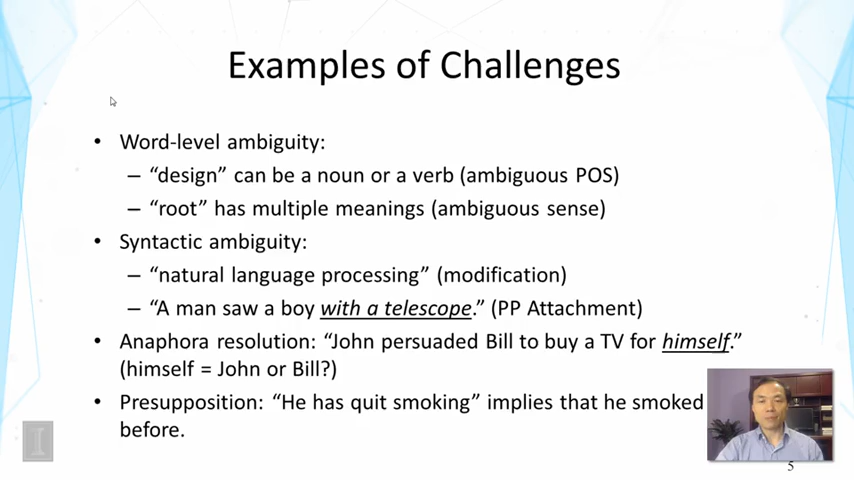 Examples of Challenges
• Word-level ambiguity:
– “design” can be a noun or a verb (ambiguous POS)
– “root” has multiple meanings (ambiguous sense)
• Syntactic ambiguity:
– “natural language processing” (modification)
– “A man saw a boy with a telescope.” (PP Attachment)
• Anaphora resolution: “John persuaded Bill to buy a TV for himself.”
(himself = John or Bill?)
• Presupposition: “He has quit smoking” implies that he smoked
before.
I
5